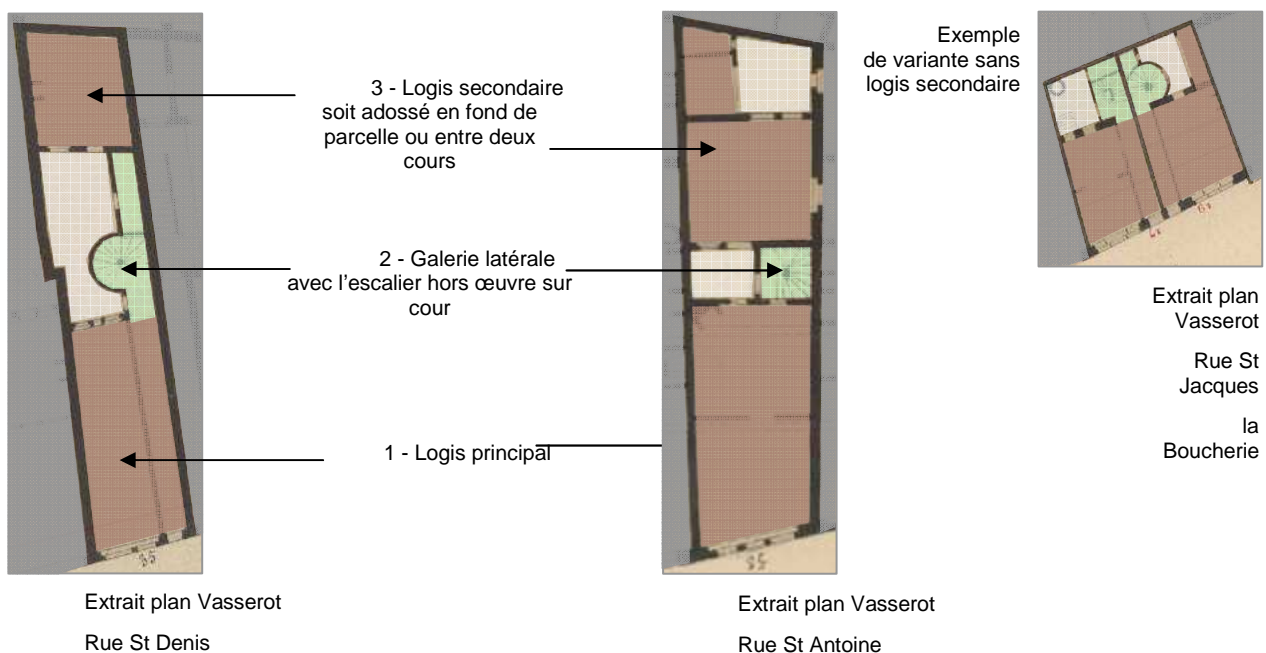 3 - Logis secondaire
soit adossé en fond de
parcelle ou entre deux
cours
2 - Galerie latérale
avec l'escalier hors œuvre sur
cour
1 - Logis principal
Extrait plan Vasserot
Rue St Denis
Extrait plan Vasserot
Rue St Antoine
Exemple
de variante sans
logis secondaire
Extrait plan
Vasserot
Rue St
Jacques
la
Boucherie